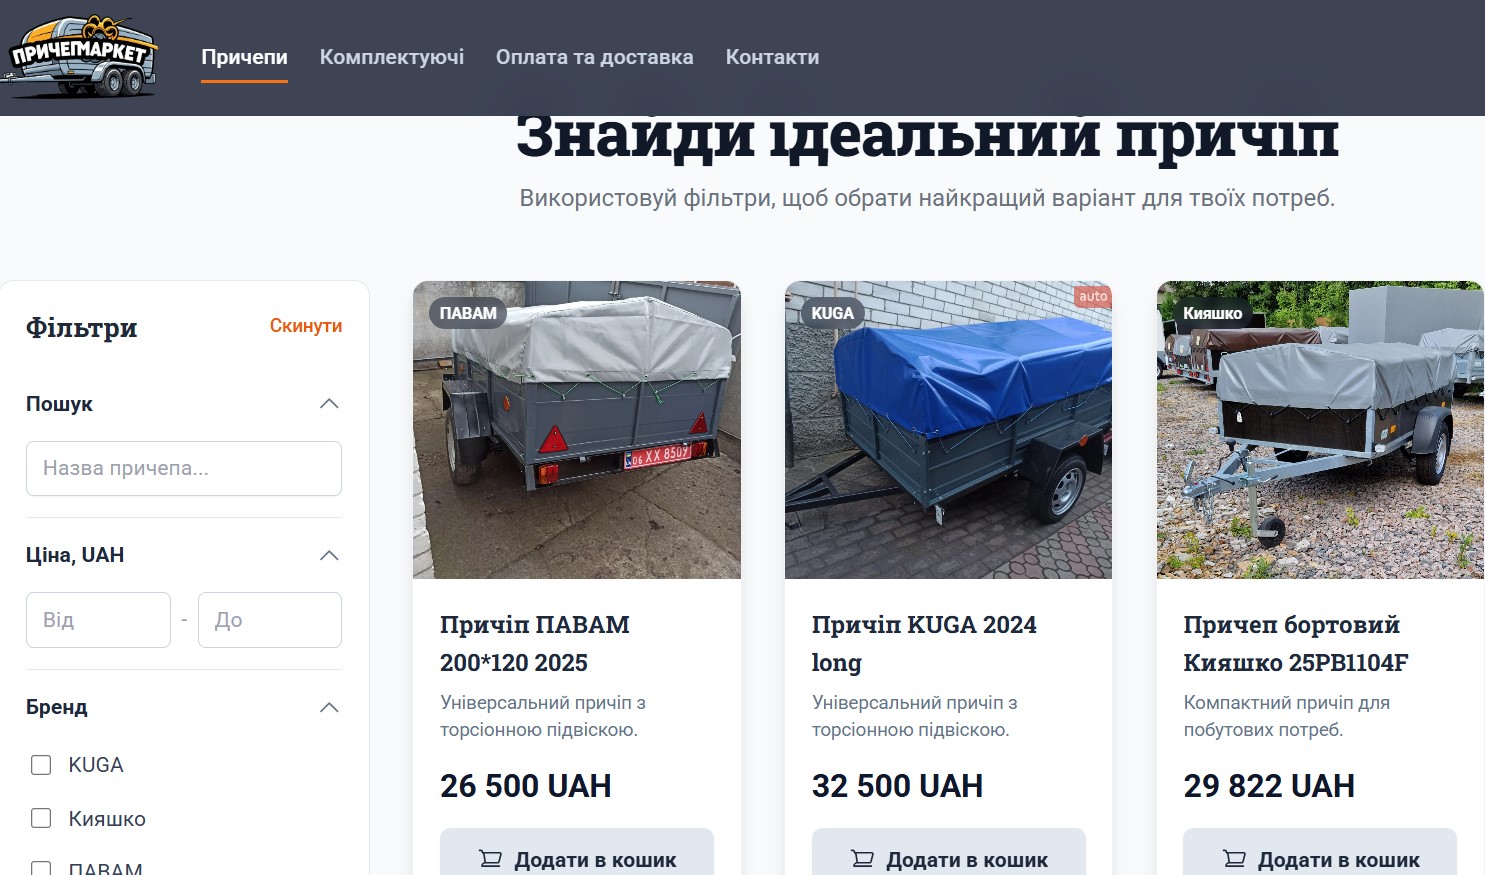 ПРИЧЕПМАРКЕТ
Причепи
Комплектуючі
Оплата та доставка
Контакти
Знайди ідеальний причіп
Використовуй фільтри, щоб обрати найкращий варіант для твоїх потреб.
Фільтри
Скинути
Пошук
Назва причепа...
Ціна, UAH
Від
-
До
Бренд
KUGA
Кияшко
ПАВАМ
ПАВАМ
06 XX 8509
Причіп ПАВАМ
200*120 2025
Універсальний причіп з
торсіонною підвіскою.
26 500 UAH
Додати в кошик
KUGA
auto
Причіп KUGA 2024
long
Універсальний причіп з
торсіонною підвіскою.
32 500 UAH
Додати в кошик
Кияшко
Причеп бортовий
Кияшко 25PB1104F
Компактний причіп для
побутових потреб.
29 822 UAH
Додати в кошик